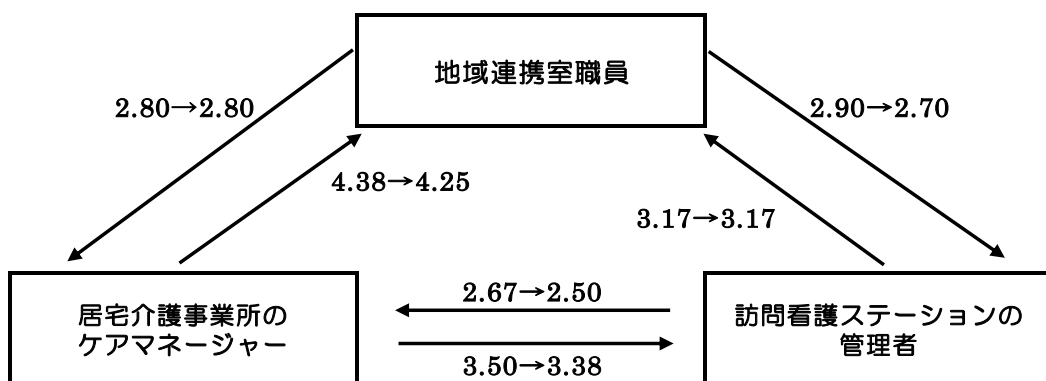 地域連携室職員
2.80→2.80
2.90→2.70
4.38→4.25
3.17→3.17
居宅介護事業所の
ケアマネージャー
2.67→2.50
3.50→3.38
訪問看護ステーションの
管理者